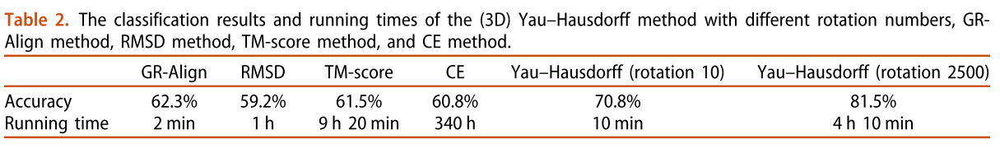 Table 2. The classification results and running times of the (3D) Yau–Hausdorff method with different rotation numbers, GR-
Align method, RMSD method, TM-score method, and CE method.
GR-Align RMSD TM-score CE Yau–Hausdorff (rotation 10) Yau–Hausdorff (rotation 2500)
Accuracy 62.3% 59.2% 61.5% 60.8% 70.8% 81.5%
Running time 2 min 1 h 9 h 20 min 340 h 10 min 4 h 10 min